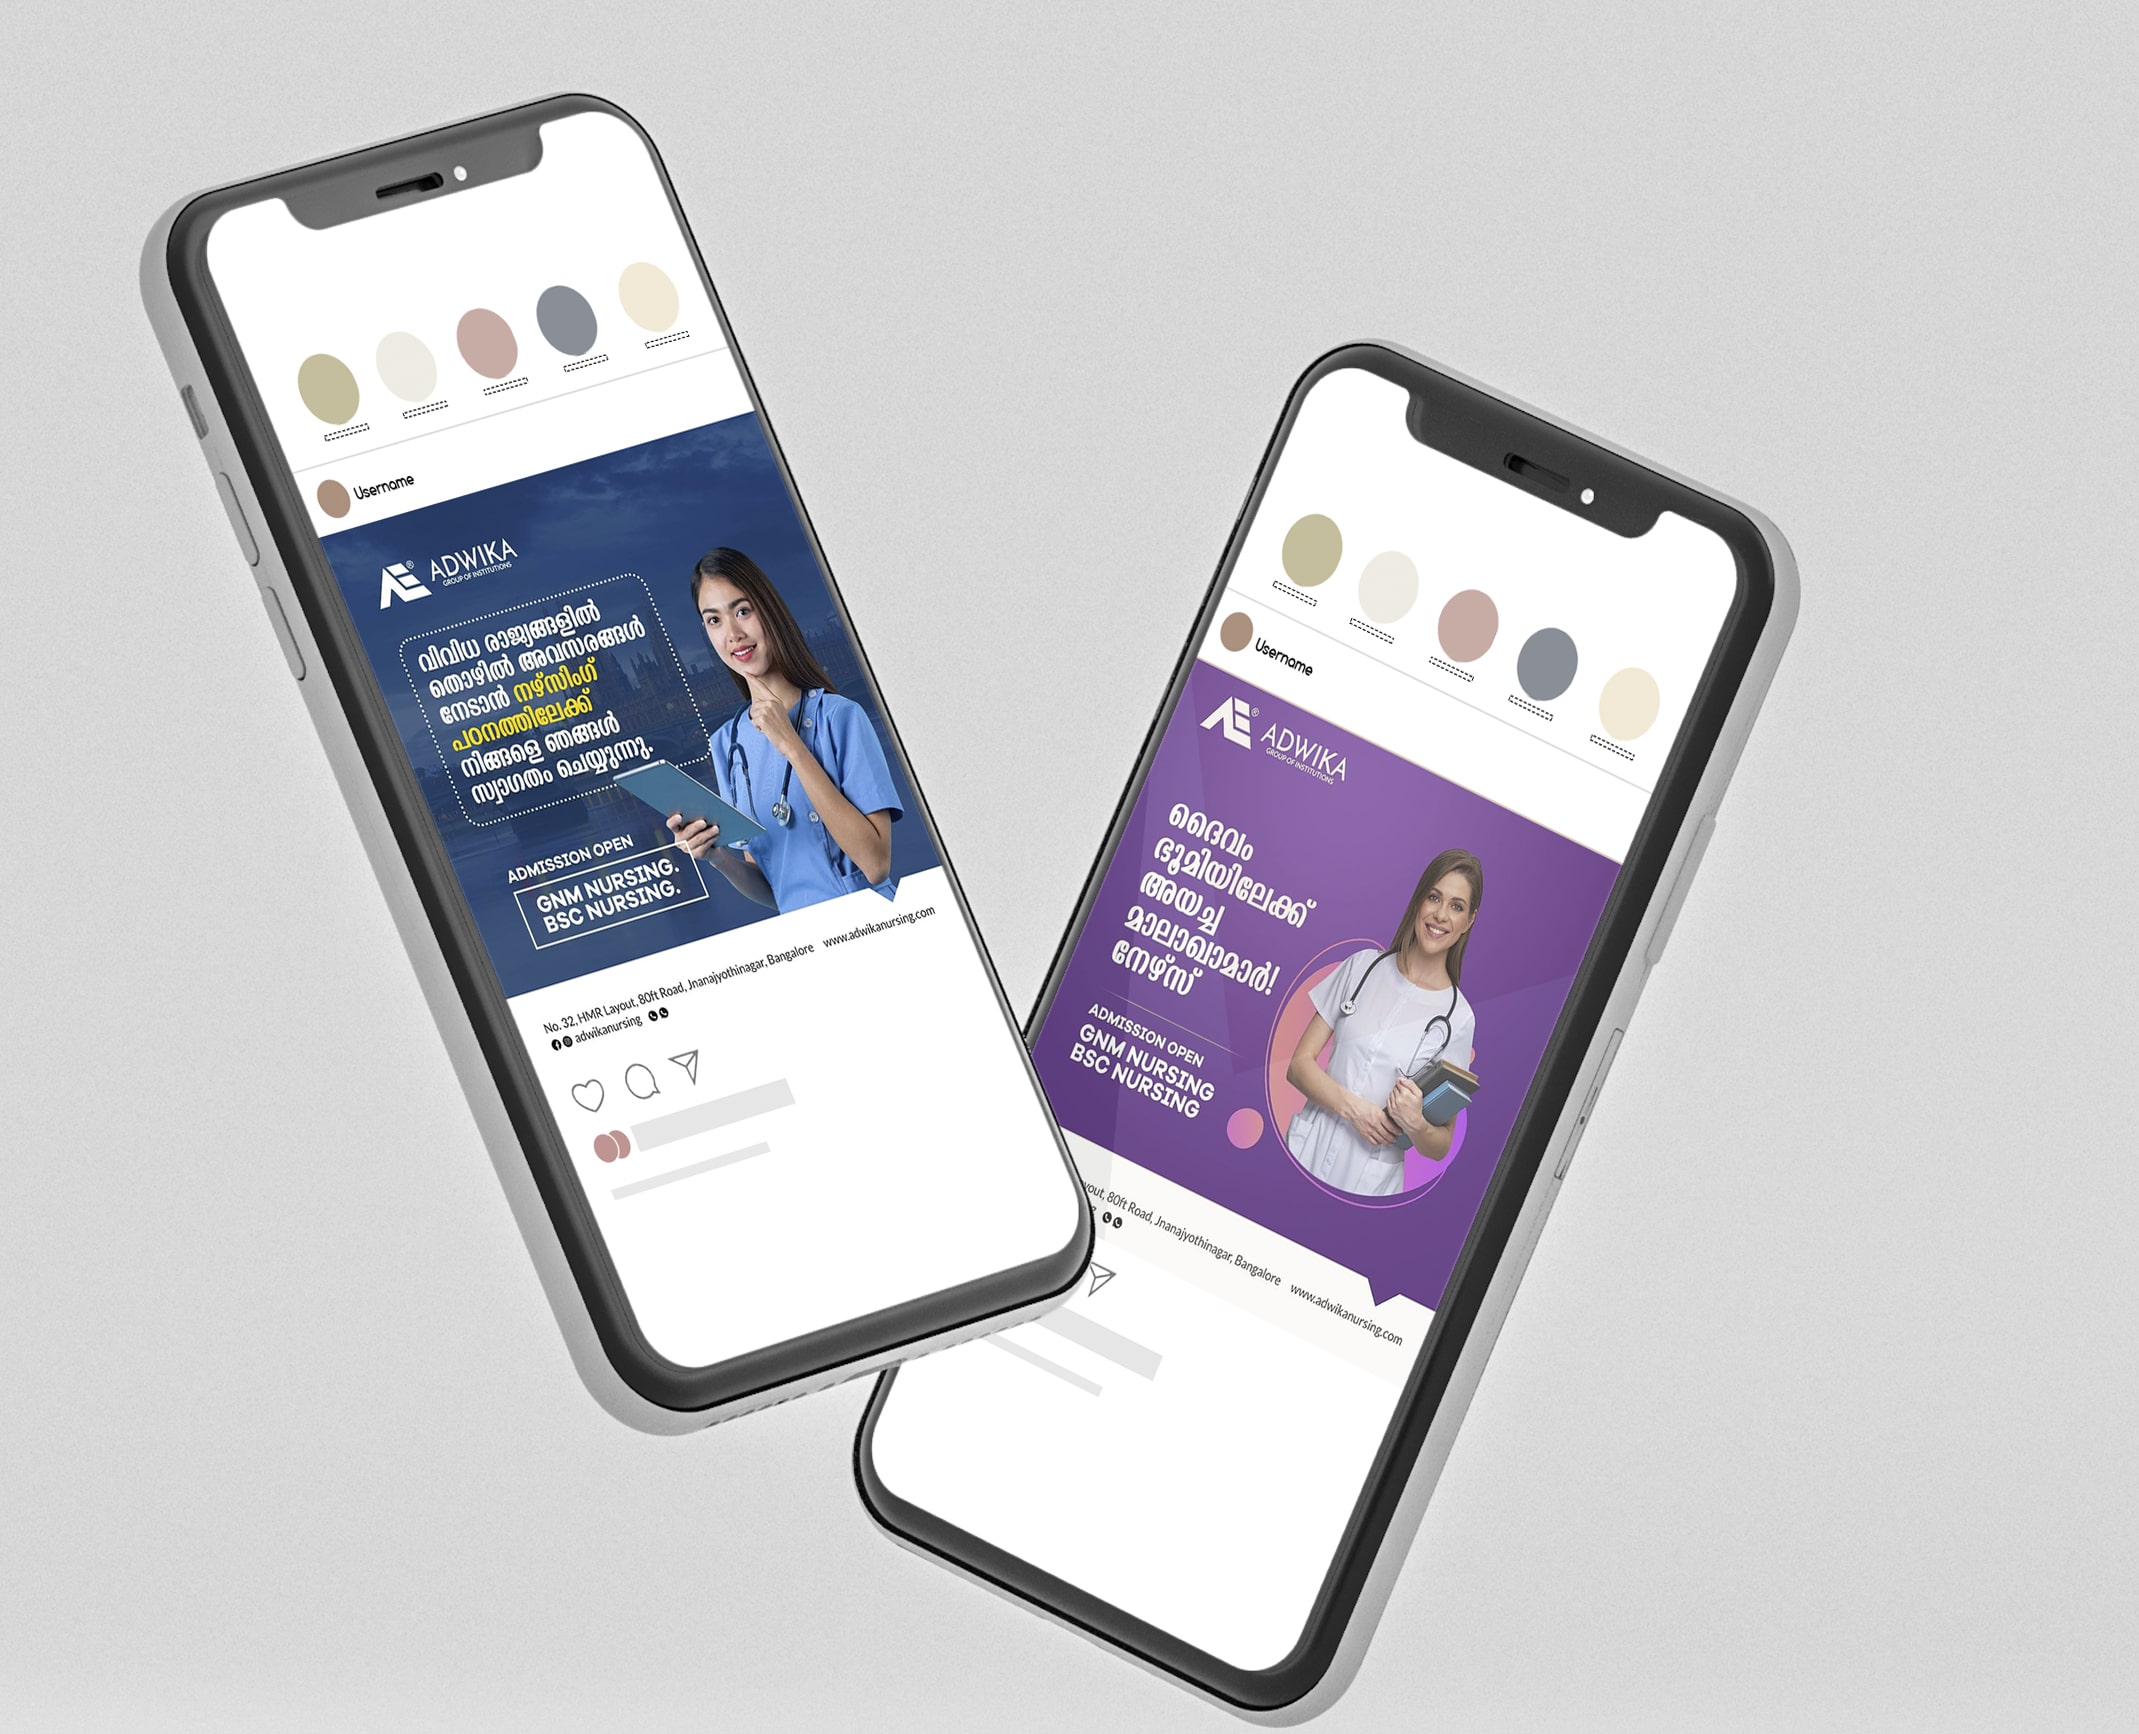 Username
AE®
ADWIKA
GROUP OF INSTITUTIONS
വിവിധ രാജ്യങ്ങളിൽ
തൊഴിൽ അവസരങ്ങൾ
നേടാൻ നഴ്സിംഗ്
പഠനത്തിലേക്ക്
നിങ്ങളെ ഞങ്ങൾ
സ്വാഗതം ചെയ്യുന്നു.
ADMISSION OPEN
GNM NURSING.
BSC NURSING.
No. 32, HMR Layout, 80ft Road, Jnanajyothinagar, Bangalore www.adwikanursing.com
adwikanursing
Username
AE®
ADWIKA
GROUP OF INSTITUTIONS
ദൈവം
ഭൂമിയിലേക്ക്
അയച്ച
മാലാഖാമാർ!
നേഴ്സ്
ADMISSION OPEN
GNM NURSING
BSC NURSING
yout, 80ft Road, Jnanajyothinagar, Bangalore www.adwikanursing.com